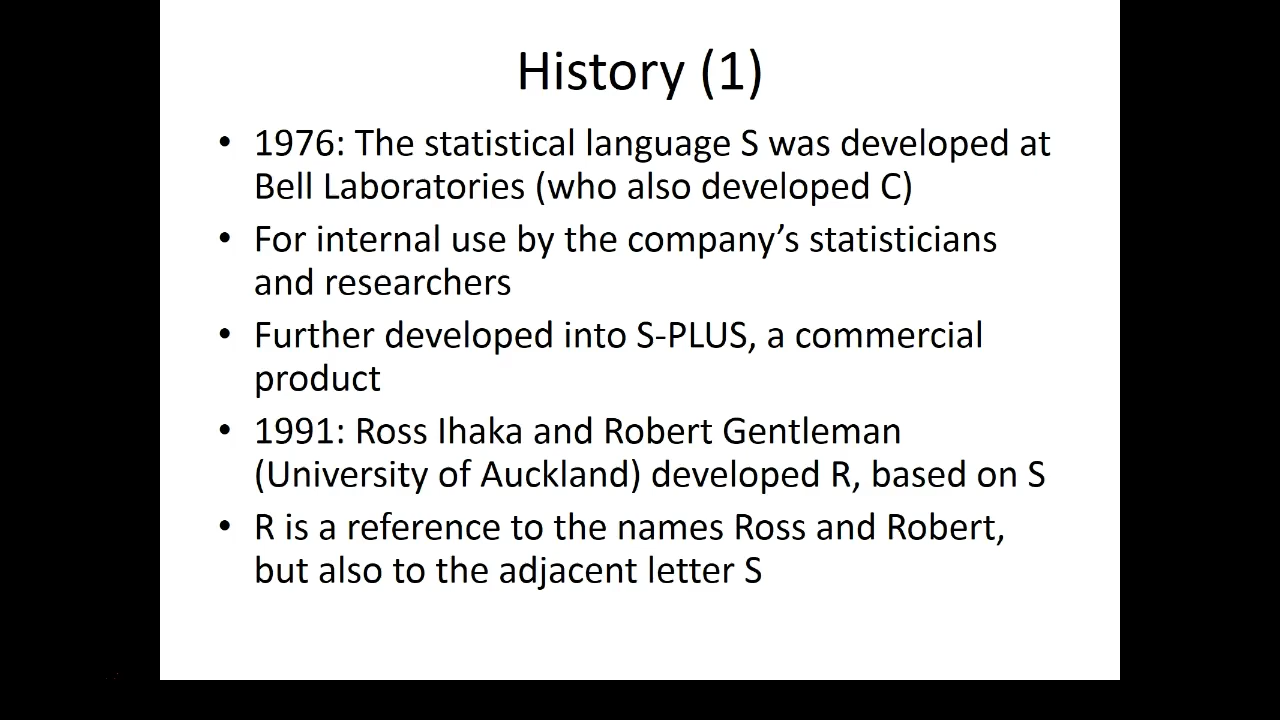 History (1)
• 1976: The statistical language S was developed at
Bell Laboratories (who also developed C)
• For internal use by the company’s statisticians
and researchers
• Further developed into S-PLUS, a commercial
product
• 1991: Ross Ihaka and Robert Gentleman
(University of Auckland) developed R, based on S
• R is a reference to the names Ross and Robert,
but also to the adjacent letter S